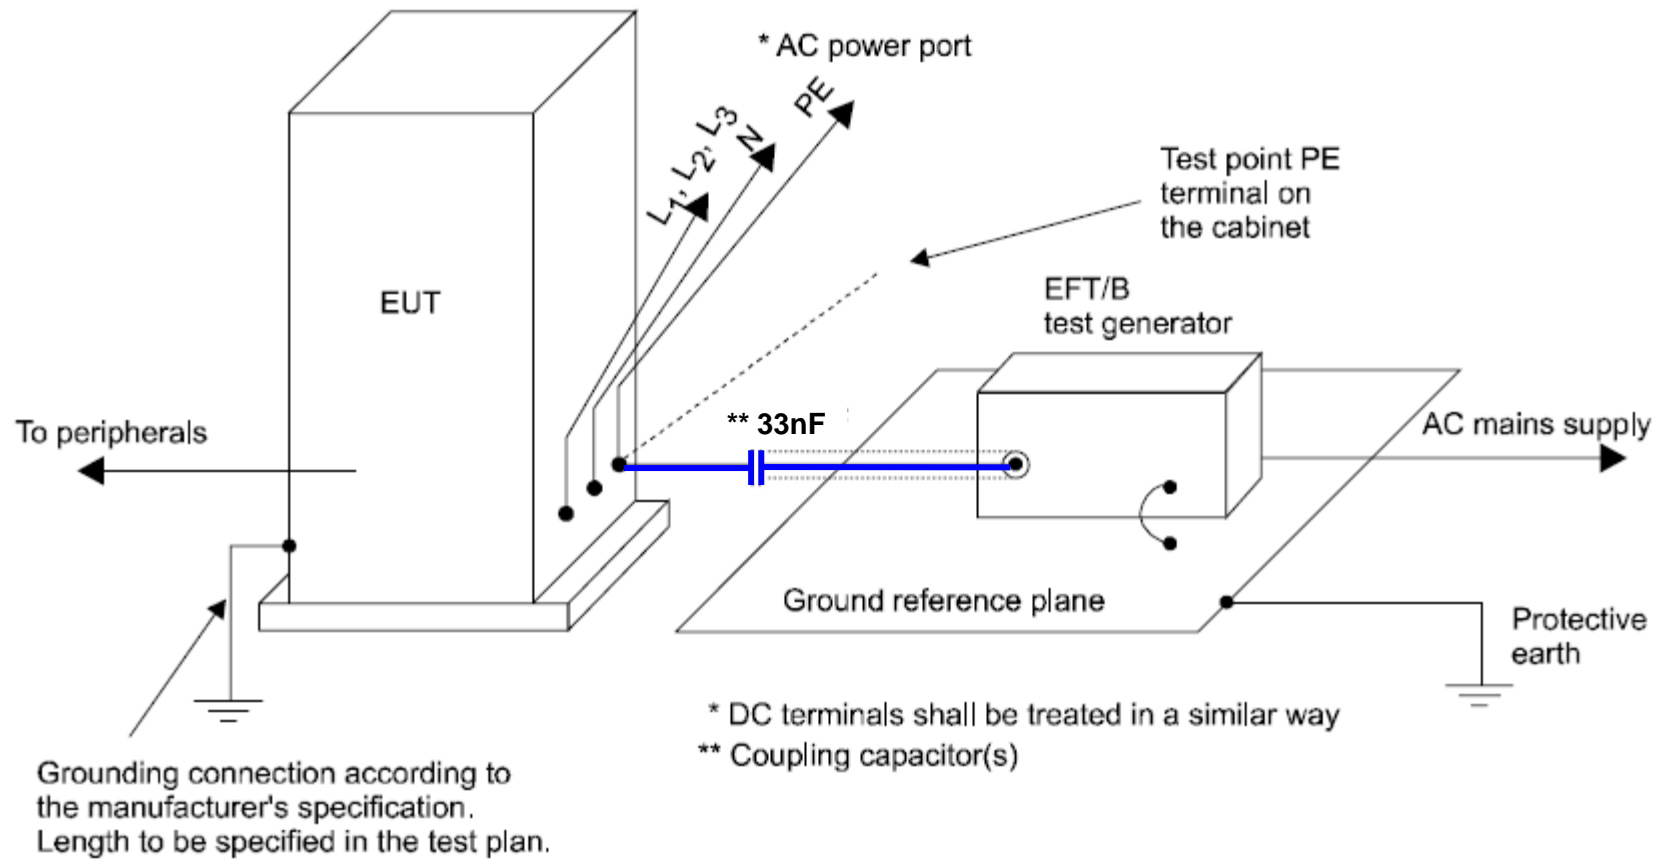 * AC power port
PE
L1, L2, L3
N
Test point PE
terminal on
the cabinet
EUT
EFT/B
test generator
** 33nF
To peripherals
AC mains supply
Ground reference plane
Protective
earth
* DC terminals shall be treated in a similar way
** Coupling capacitor(s)
Grounding connection according to
the manufacturer's specification.
Length to be specified in the test plan.